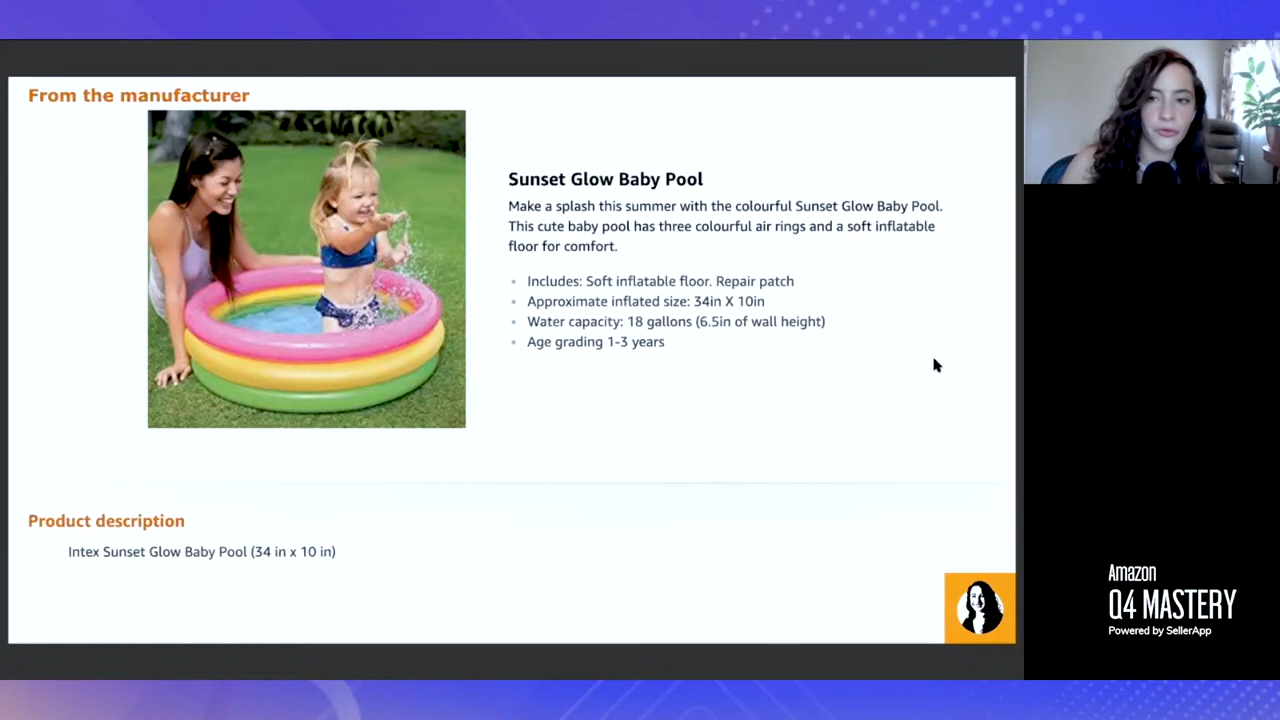 From the manufacturer
Sunset Glow Baby Pool
Make a splash this summer with the colourful Sunset Glow Baby Pool.
This cute baby pool has three colourful air rings and a soft inflatable
floor for comfort.
Includes: Soft inflatable floor. Repair patch
Approximate inflated size: 34in X 10in
Water capacity: 18 gallons (6.5in of wall height)
Age grading 1-3 years
Product description
Intex Sunset Glow Baby Pool (34 in x 10 in)
Amazon
Q4 MASTERY
Powered by SellerApp